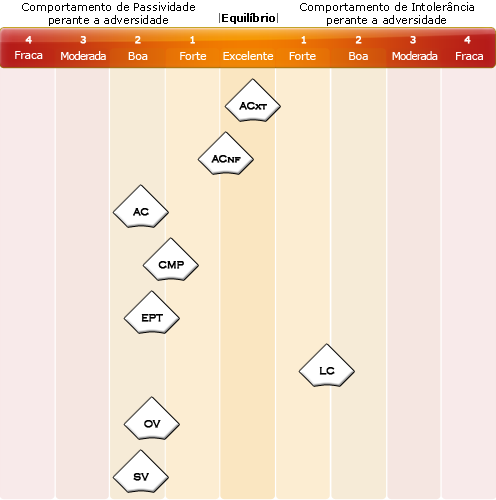 Comportamento de Passividade
perante a adversidade
|Equilíbrio|
Comportamento de Intolerância
perante a adversidade
4 3 2 1 1 2 3 4
Fraca Moderada Boa Forte Excelente Forte Boa Moderada Fraca
ACXT
ACNF
AC
CMP
EPT
LC
OV
SV